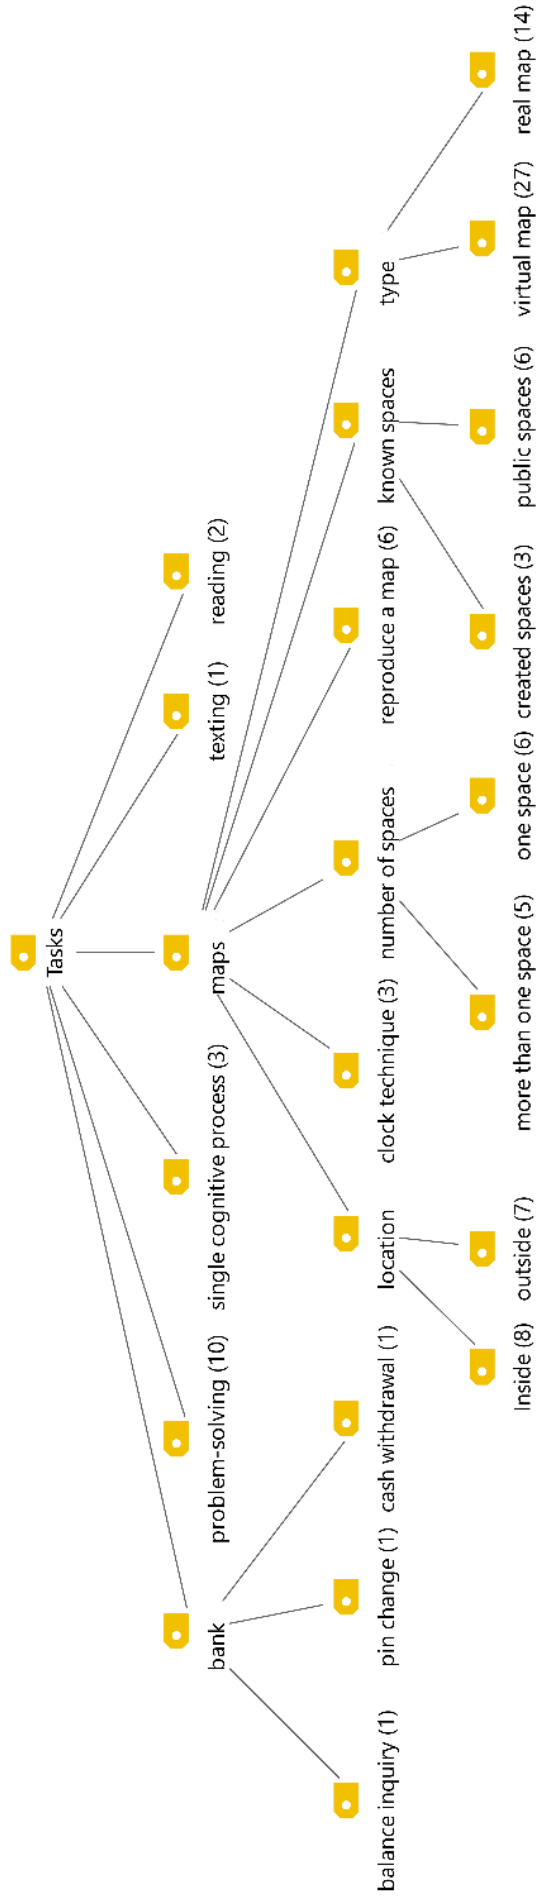 Tasks
bank
problem-solving (10)
single cognitive process (3)
maps
texting (1)
reading (2)
balance inquiry (1)
pin change (1)
cash withdrawal (1)
location
clock technique (3)
number of spaces
reproduce a map (6)
known spaces
type
Inside (8)
outside (7)
more than one space (5)
one space (6)
created spaces (3)
public spaces (6)
virtual map (27)
real map (14)